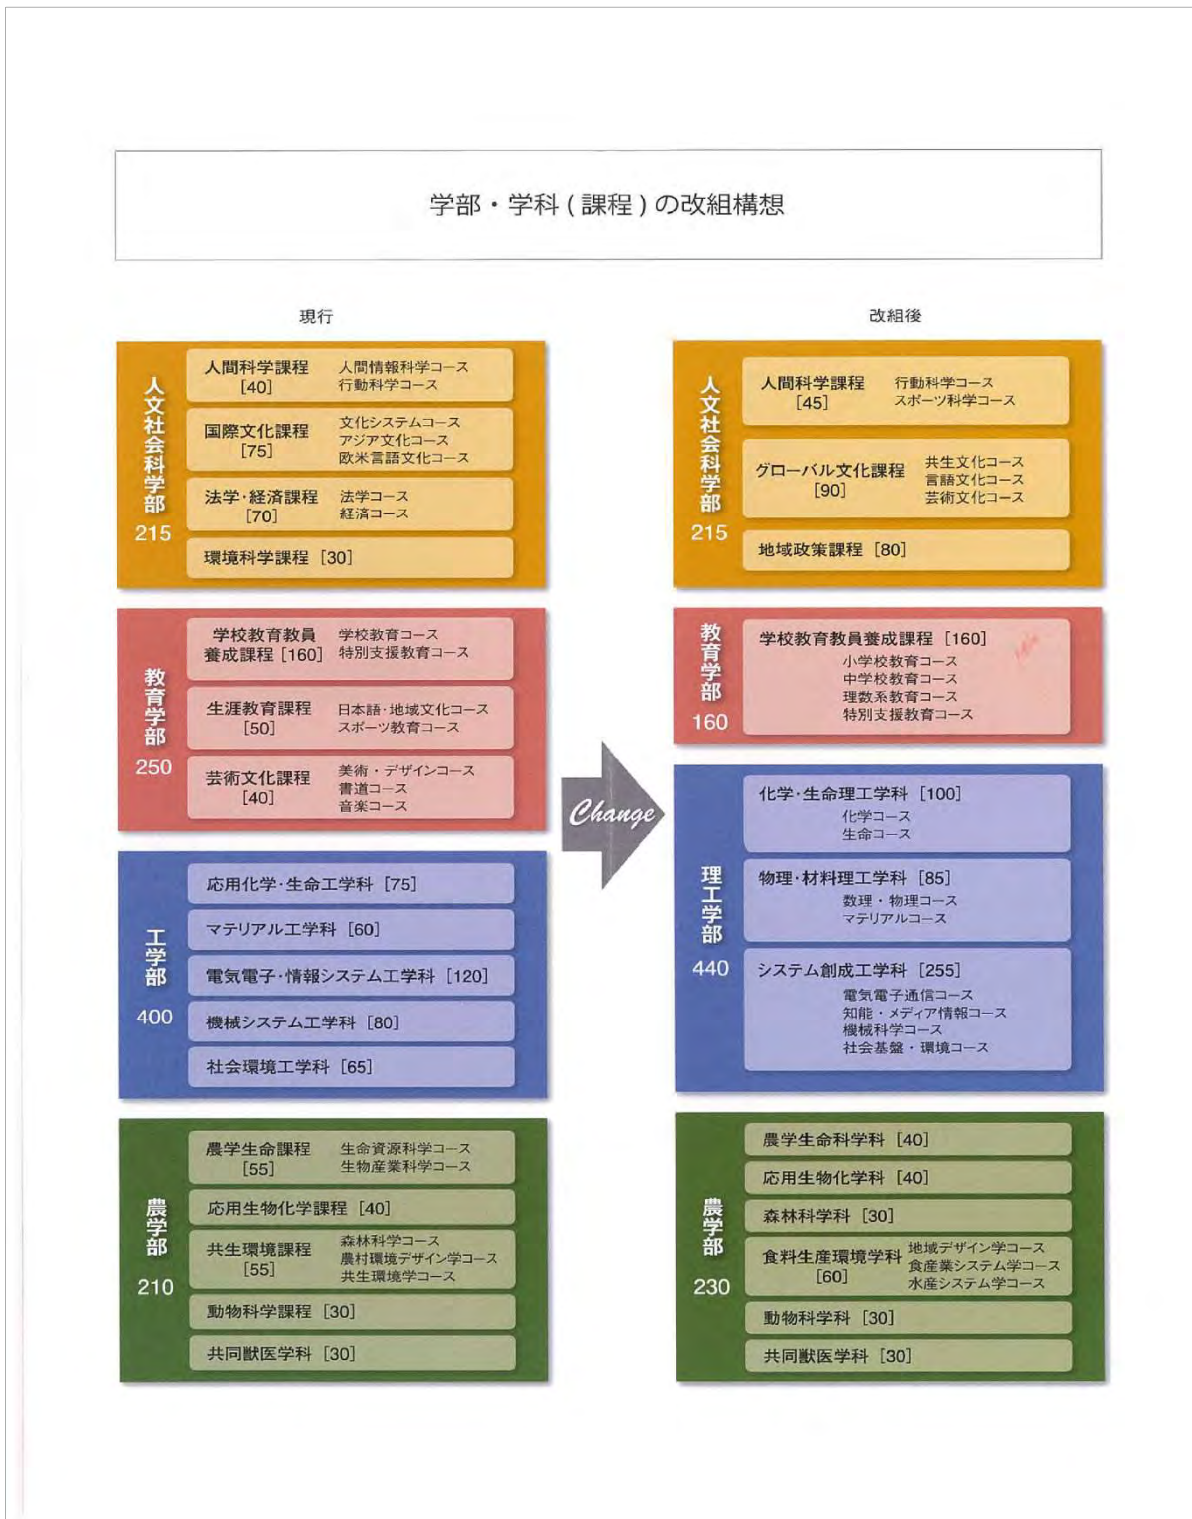 学部・学科(課程)の改組構想
現行
人文社会科学部
215
人間科学課程
[40]
人間情報科学コース
行動科学コース
国際文化課程
[75]
文化システムコース
アジア文化コース
欧米言語文化コース
法学・経済課程
[70]
法学コース
経済コース
環境科学課程 [30]
教育学部
250
学校教育教員
養成課程 [160]
学校教育コース
特別支援教育コース
生涯教育課程
[50]
日本語・地域文化コース
スポーツ教育コース
芸術文化課程
[40]
美術・デザインコース
書道コース
音楽コース
工学部
400
応用化学・生命工学科 [75]
マテリアル工学科 [60]
電気電子・情報システム工学科 [120]
機械システム工学科 [80]
社会環境工学科 [65]
農学部
210
農学生命課程
[55]
生命資源科学コース
生物産業科学コース
応用生物化学課程 [40]
共生環境課程
[55]
森林科学コース
農村環境デザイン学コース
共生環境学コース
動物科学課程 [30]
共同獣医学科 [30]
Change
改組後
人文社会科学部
215
人間科学課程
[45]
行動科学コース
スポーツ科学コース
グローバル文化課程
[90]
共生文化コース
言語文化コース
芸術文化コース
地域政策課程 [80]
教育学部
160
学校教育教員養成課程 [160]
小学校教育コース
中学校教育コース
理数系教育コース
特別支援教育コース
理工学部
440
化学・生命理工学科 [100]
化学コース
生命コース
物理・材料理工学科 [85]
数理・物理コース
マテリアルコース
システム創成工学科 [255]
電気電子通信コース
知能・メディア情報コース
機械科学コース
社会基盤・環境コース
農学部
230
農学生命科学科 [40]
応用生物化学科 [40]
森林科学科 [30]
食料生産環境学科
[60]
地域デザイン学コース
食産業システム学コース
水産システム学コース
動物科学科 [30]
共同獣医学科 [30]